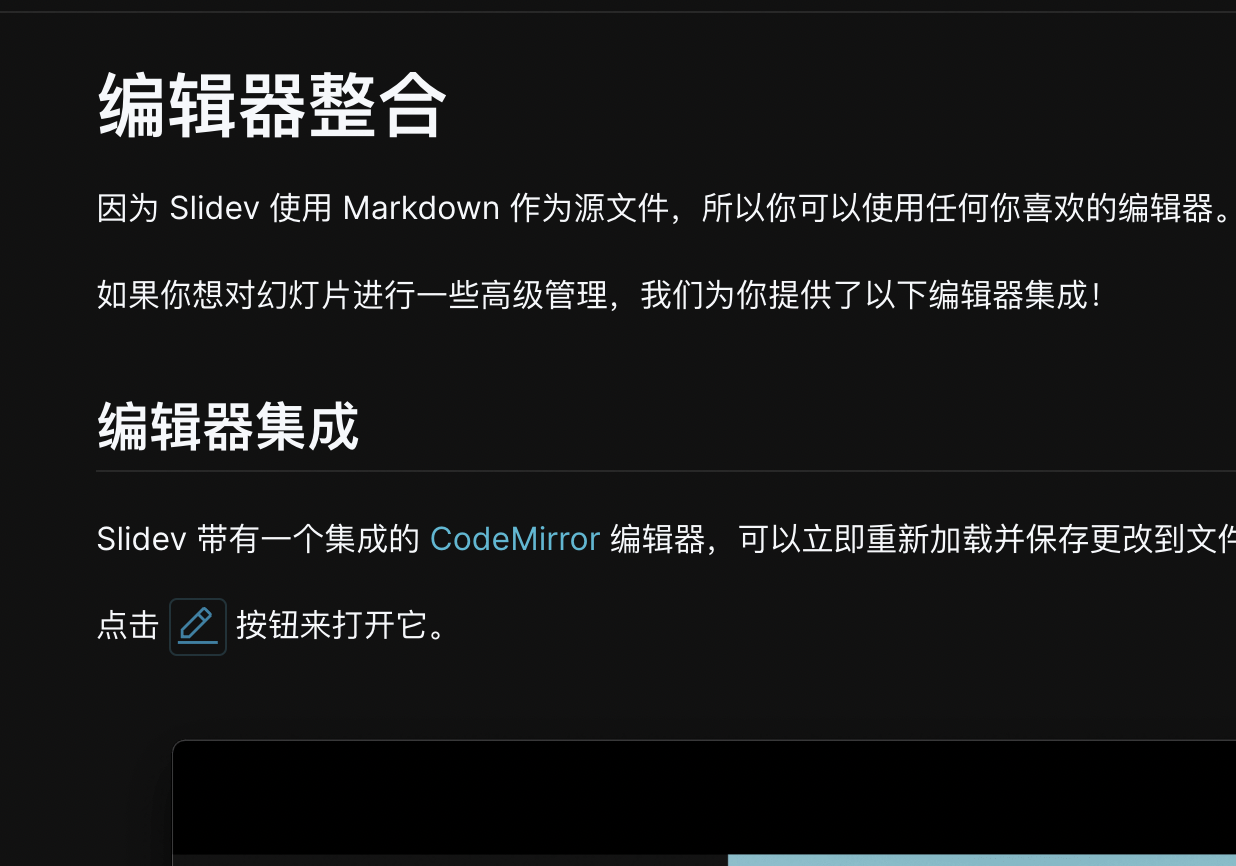 编辑器整合
因为 Slidev 使用 Markdown 作为源文件，所以你可以使用任何你喜欢的编辑器。
如果你想对幻灯片进行一些高级管理，我们为你提供了以下编辑器集成！
编辑器集成
Slidev 带有一个集成的 CodeMirror 编辑器，可以立即重新加载并保存更改到文件
点击 按钮来打开它。